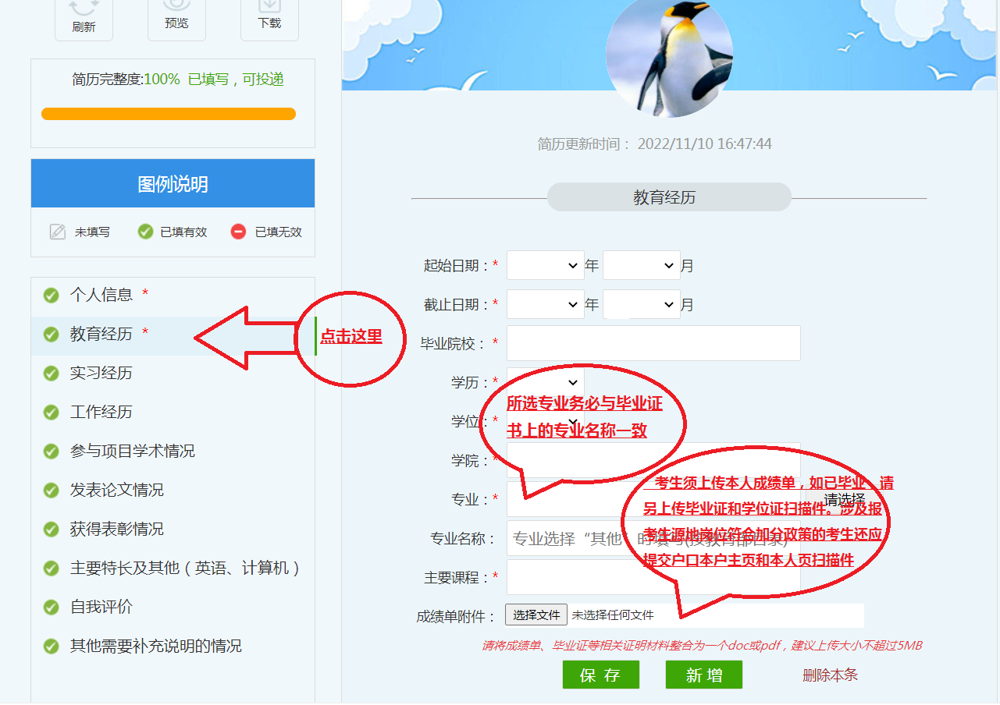 刷新
预览
下载
简历完整度:100% 已填写，可投递
图例说明
未填写
已填有效
已填无效
个人信息 *
教育经历 *
实习经历
工作经历
参与项目学术情况
发表论文情况
获得表彰情况
主要特长及其他（英语、计算机）
自我评价
其他需要补充说明的情况
点击这里
简历更新时间： 2022/11/10 16:47:44
教育经历
起始日期：* 年 月
截止日期：* 年 月
毕业院校： *
学历：*
学位：*
所选专业务必与毕业证
书上的专业名称一致
学院：*
专业：*
请选择
考生须上传本人成绩单，如已毕业，请
另上传毕业证和学位证扫描件。涉及报
考生源地岗位符合加分政策的考生还应
提交户口本户主页和本人页扫描件
专业名称： 专业选择“其他”时填写(按教育部目录)
主要课程：*
成绩单附件： 选择文件 未选择任何文件
请将成绩单、毕业证等相关证明材料整合为一个doc或pdf，建议上传大小不超过5MB
保 存
新 增
删除本条